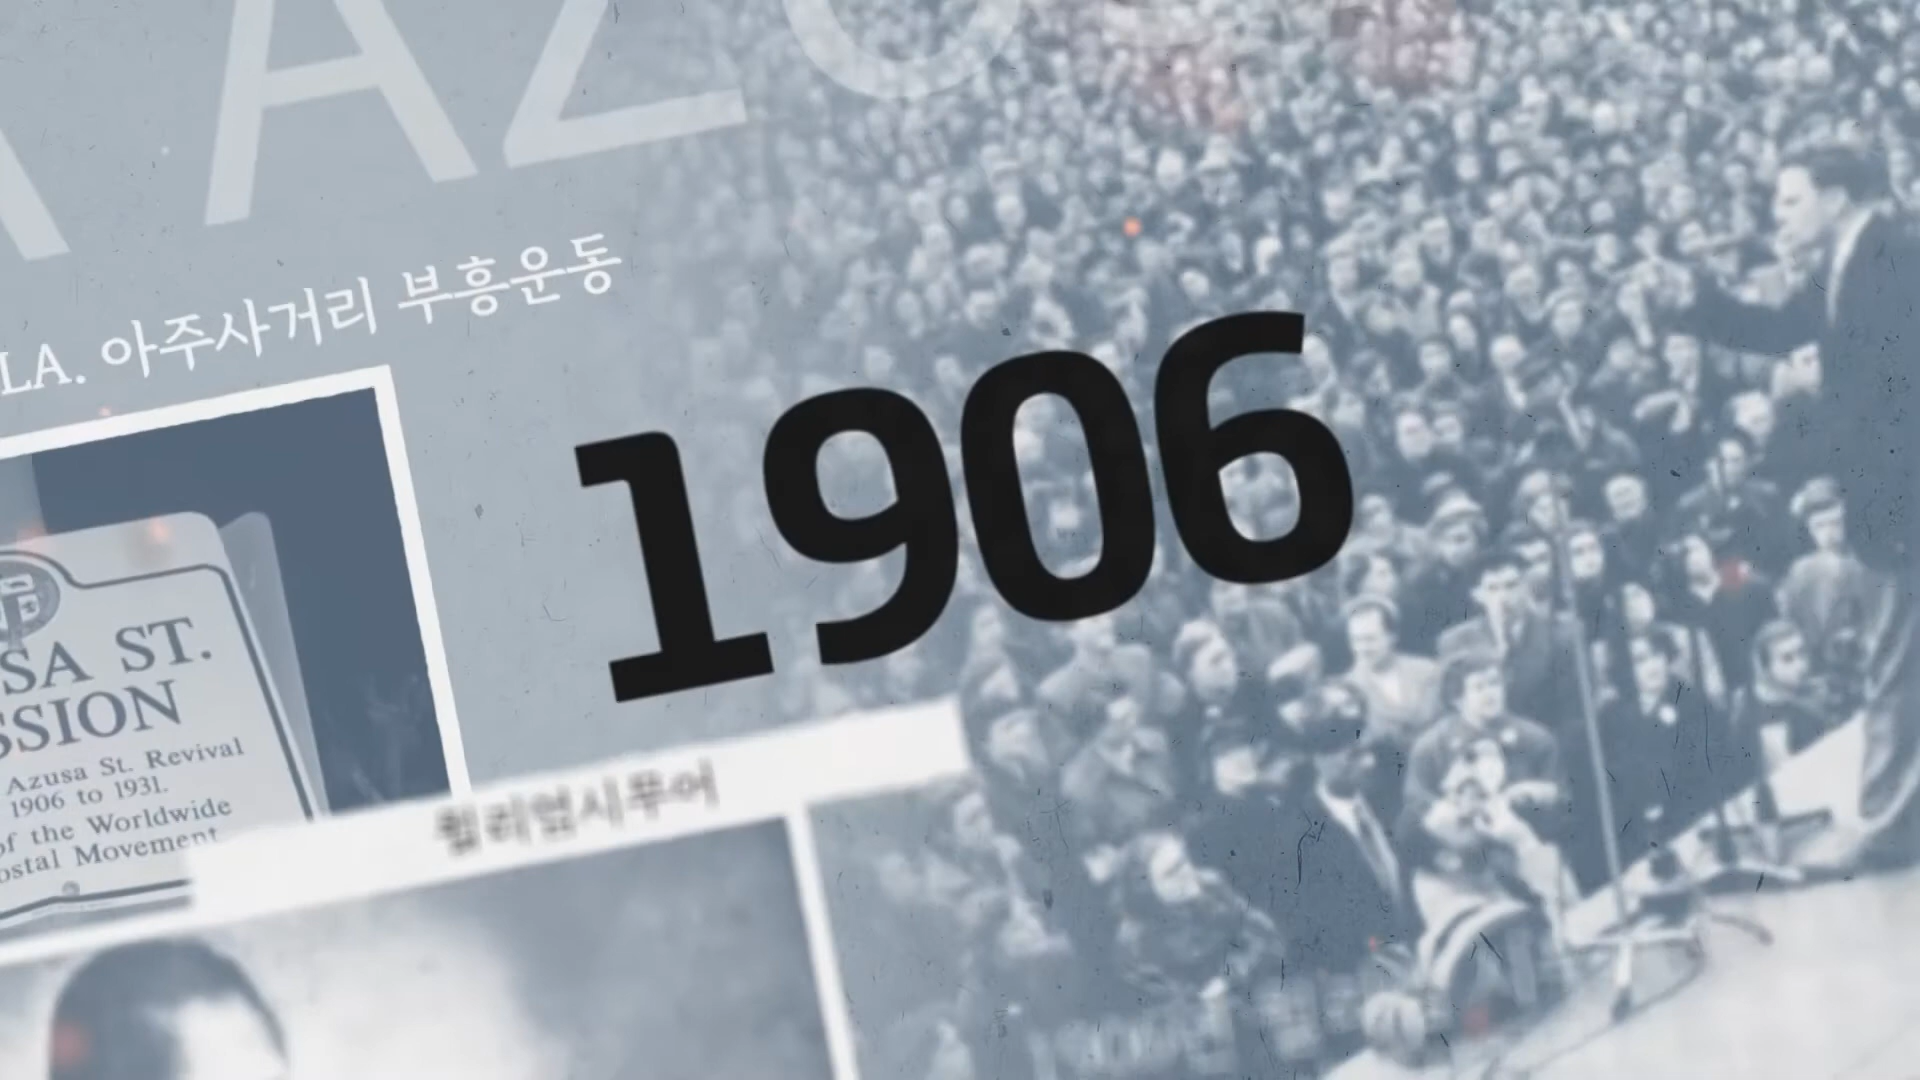 AZU
LA. 아주사거리 부흥운동
1906
SA ST.
SSION
Azusa St. Revival
1906 to 1931.
of the Worldwide
ostal Movement
윌리엄시무어